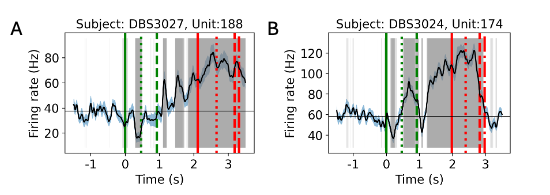 A
Subject: DBS3027, Unit:188
Firing rate (Hz)
80
60
40
20
-1
0
1
2
3
Time (s)
B
Subject: DBS3024, Unit:174
Firing rate (Hz)
120
100
80
60
40
-1
0
1
2
3
Time (s)